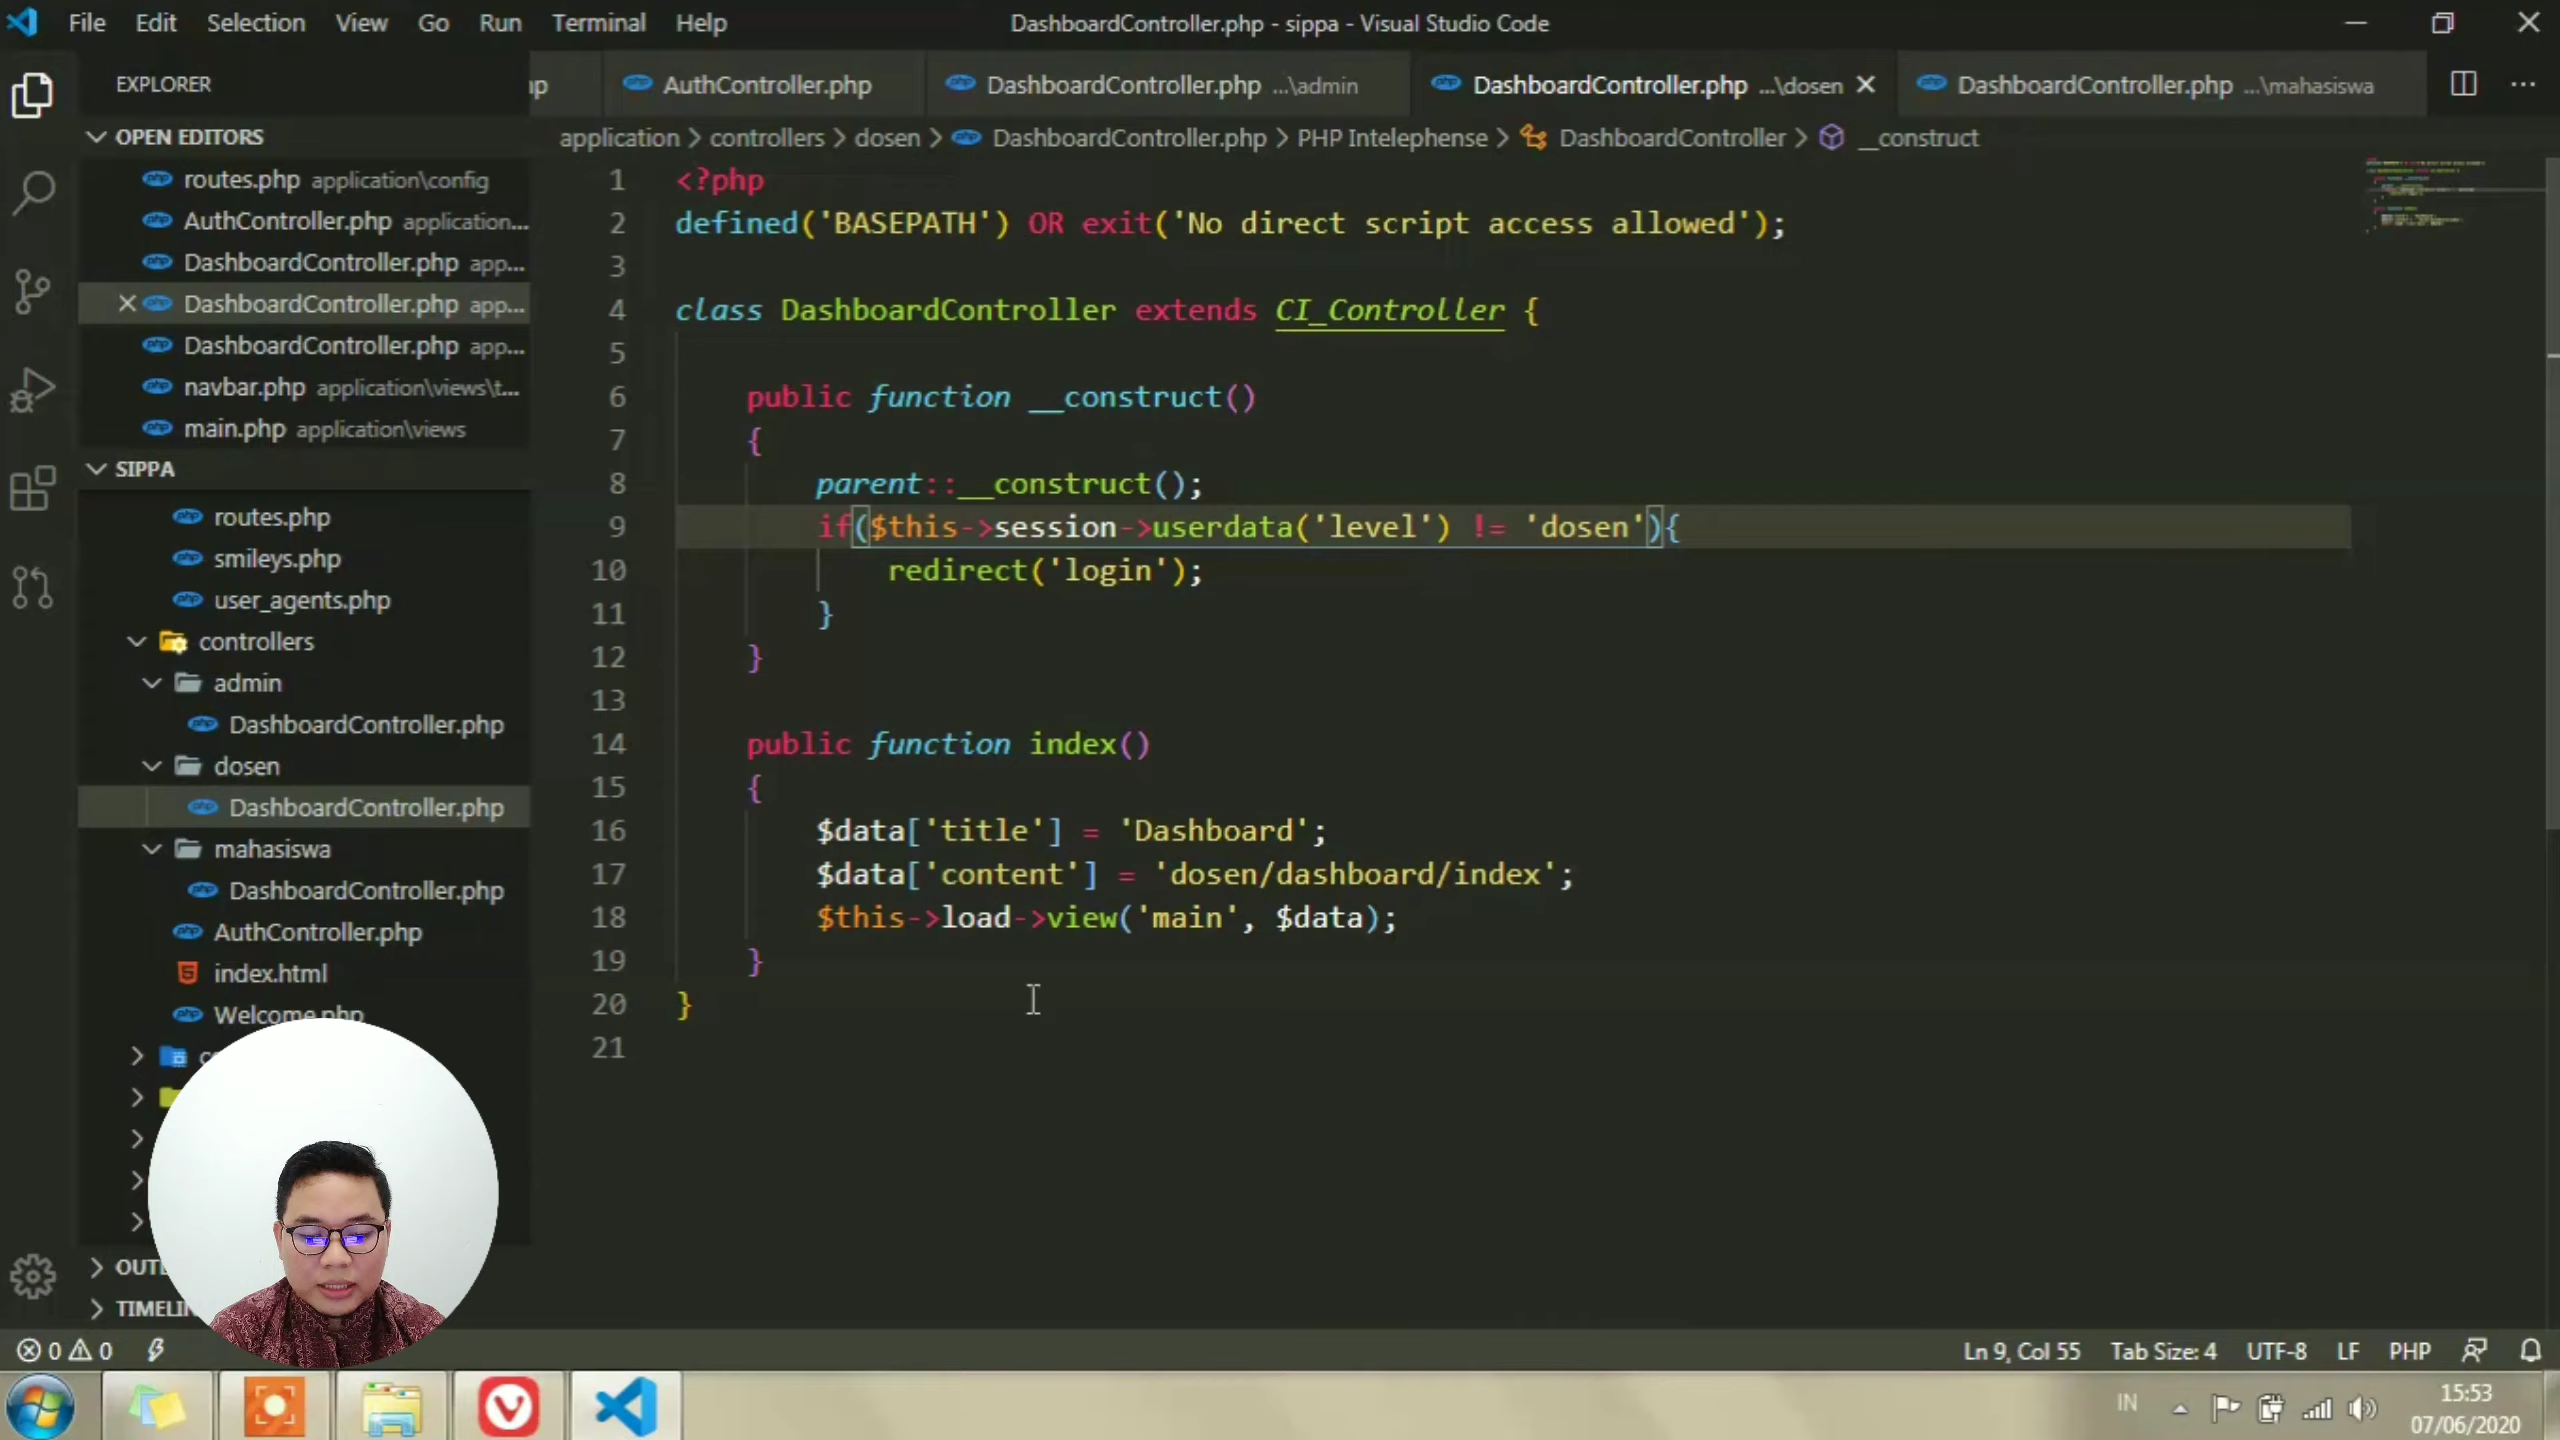 File Edit Selection View Go Run Terminal Help
DashboardController.php - sippa - Visual Studio Code
EXPLORER
AuthController.php
DashboardController.php ...\admin
DashboardController.php ...\dosen
DashboardController.php ...\mahasiswa
application > controllers > dosen > DashboardController.php > PHP Intelephense > DashboardController > __construct
OPEN EDITORS
routes.php application\config
AuthController.php application...
DashboardController.php app...
DashboardController.php app...
DashboardController.php app...
navbar.php application\views\t...
main.php application\views
SIPPA
routes.php
smileys.php
user_agents.php
controllers
admin
DashboardController.php
dosen
DashboardController.php
mahasiswa
DashboardController.php
AuthController.php
index.html
Welcome.php
1 <?php
2 defined('BASEPATH') OR exit('No direct script access allowed');
3
4 class DashboardController extends CI_Controller {
5
6 public function __construct()
7 {
8 parent::__construct();
9 if($this->session->userdata('level') != 'dosen'){
10 redirect('login');
11 }
12 }
13
14 public function index()
15 {
16 $data['title'] = 'Dashboard';
17 $data['content'] = 'dosen/dashboard/index';
18 $this->load->view('main', $data);
19 }
20 }
21
0 0
Ln 9, Col 55 Tab Size: 4 UTF-8 LF PHP
IN
15:53
07/06/2020